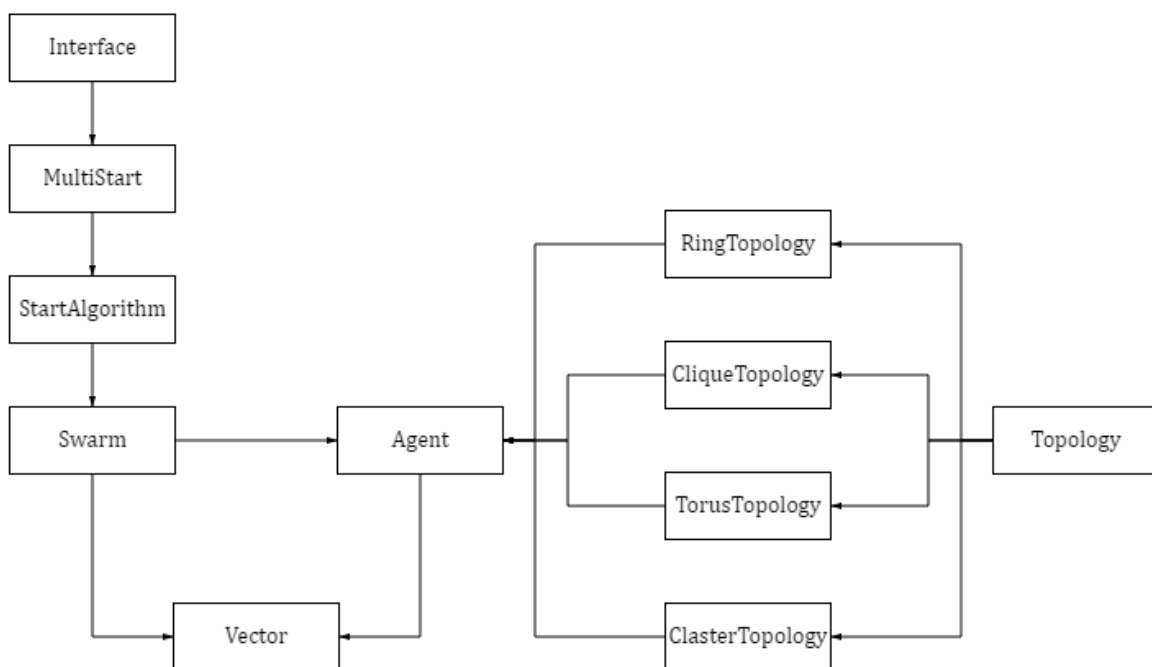 Interface
MultiStart
RingTopology
StartAlgorithm
CliqueTopology
Swarm
Agent
Topology
TorusTopology
Vector
ClasterTopology